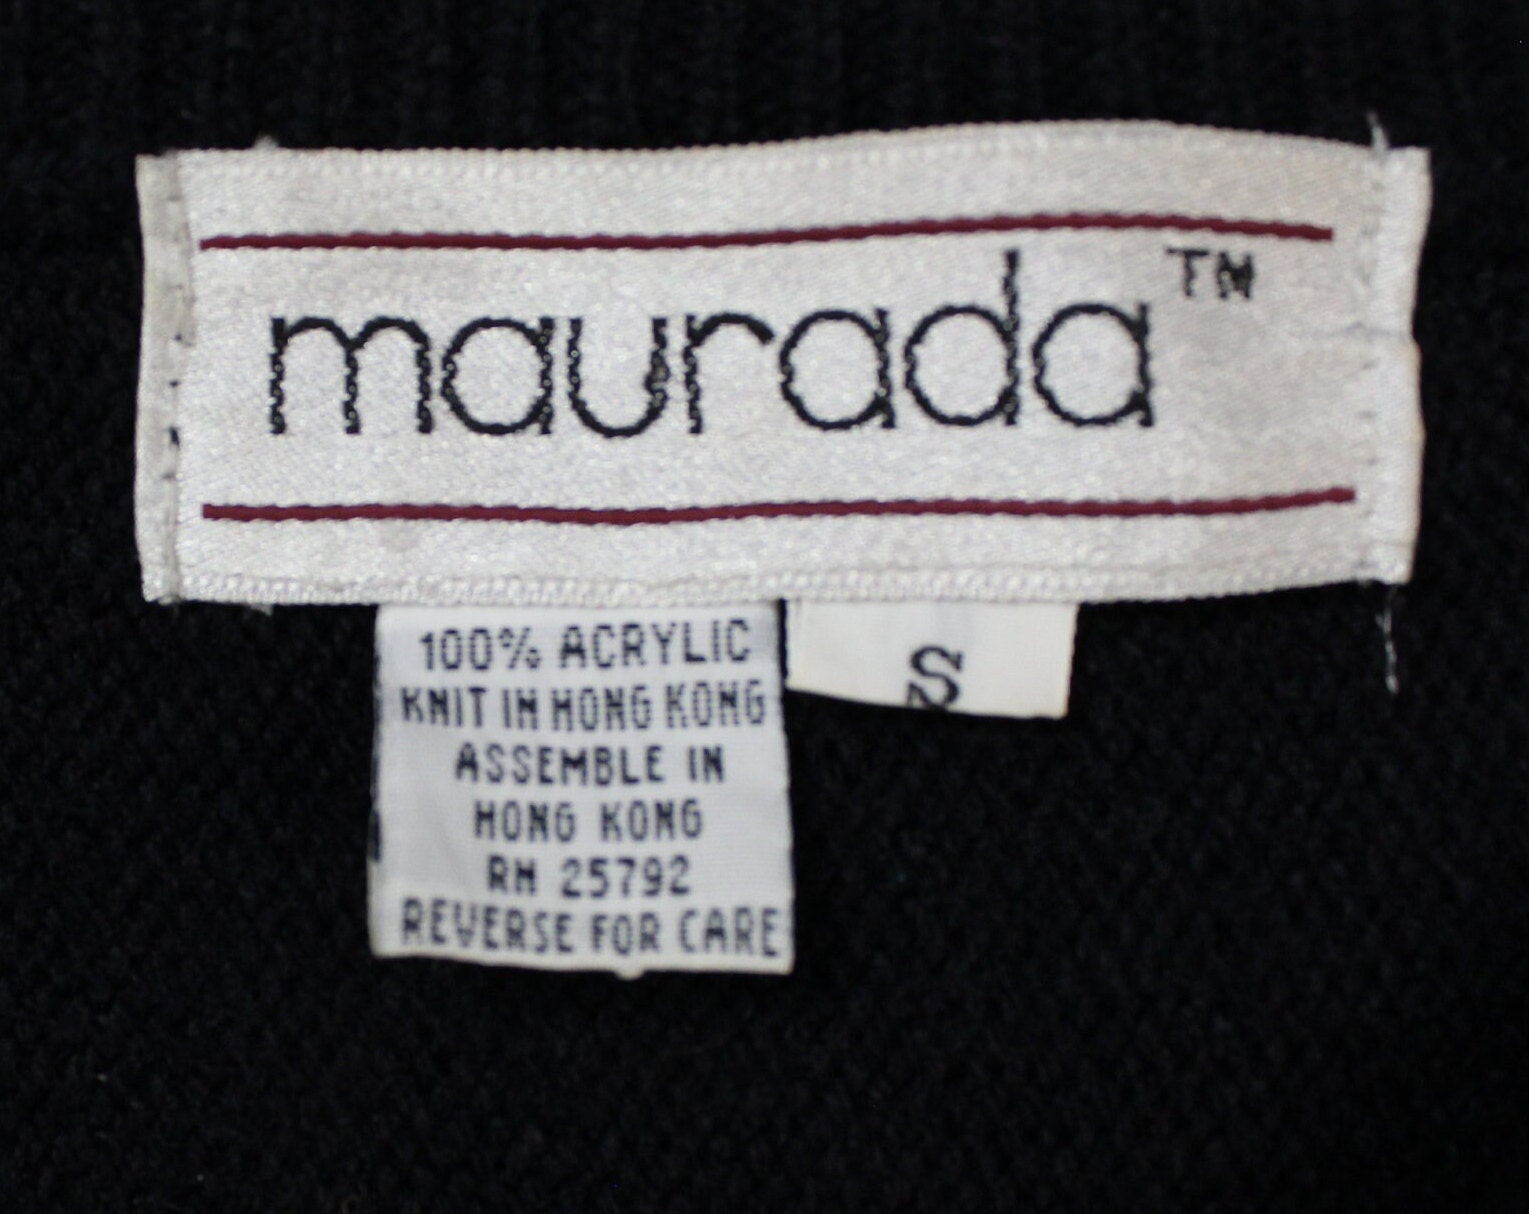 maurada™
100% ACRYLIC
KNIT IN HONG KONG
ASSEMBLE IN
HONG KONG
RN 25792
REVERSE FOR CARE
S